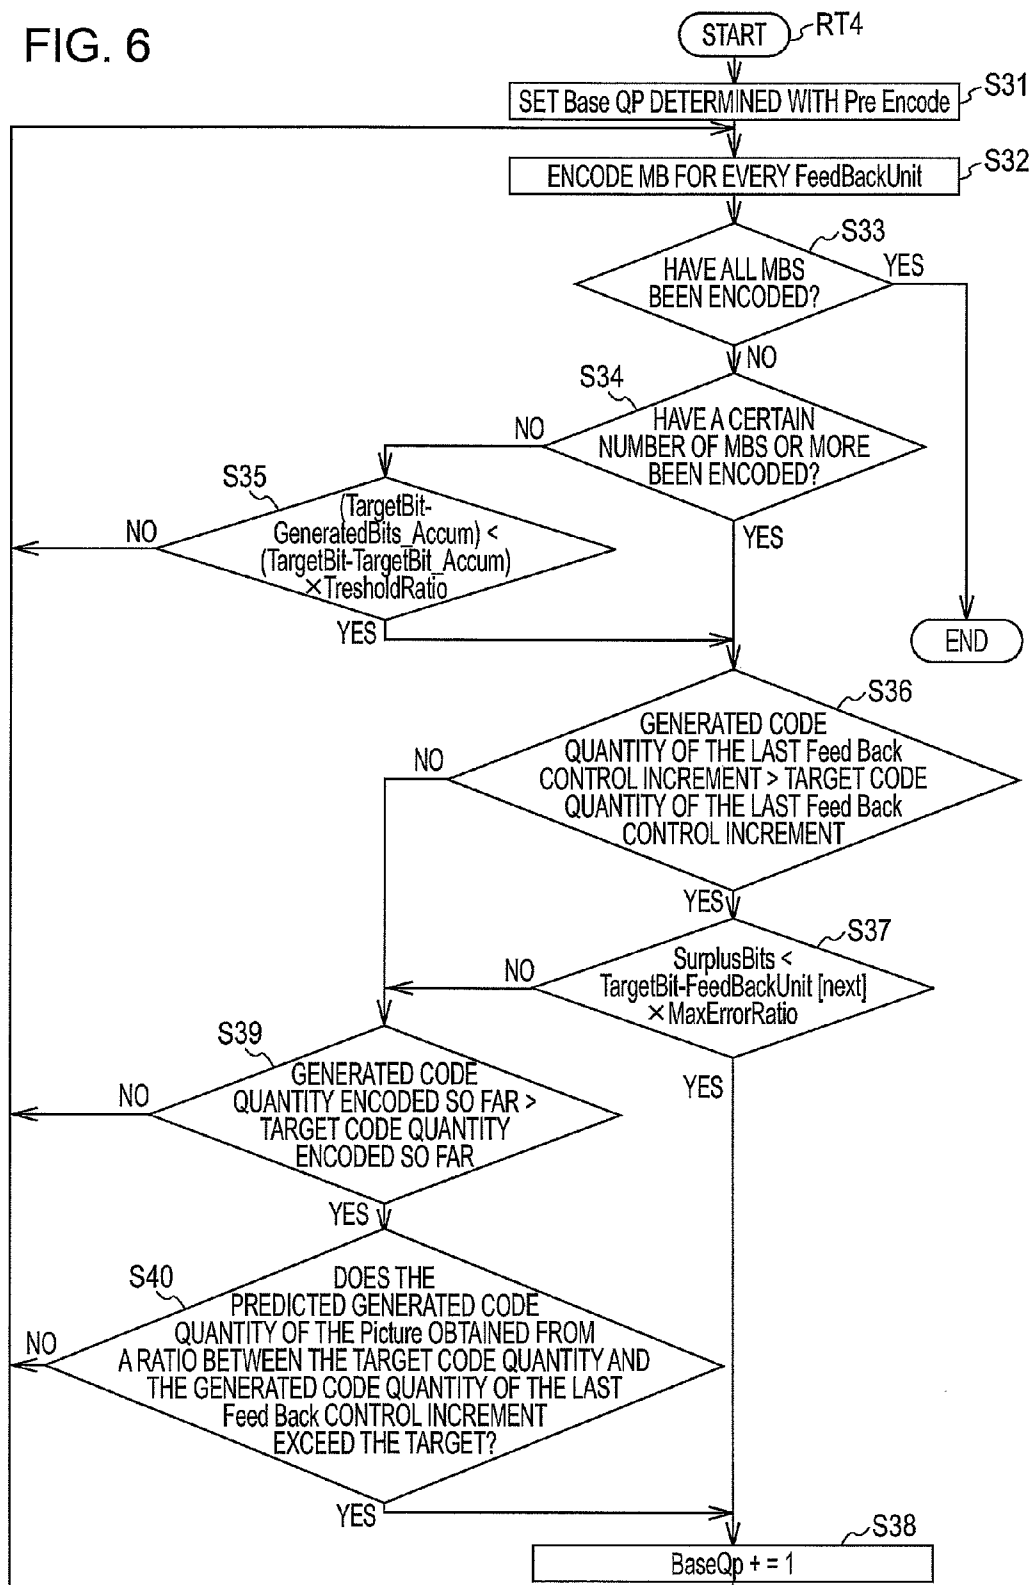 FIG. 6
START
RT4
SET Base QP DETERMINED WITH Pre Encode
S31
ENCODE MB FOR EVERY FeedBackUnit
S32
S33
HAVE ALL MBS
BEEN ENCODED?
YES
NO
S34
HAVE A CERTAIN
NUMBER OF MBS OR MORE
BEEN ENCODED?
NO
YES
S35
(TargetBit-
GeneratedBits_Accum) <
(TargetBit-TargetBit_Accum)
×TresholdRatio
NO
YES
END
S36
GENERATED CODE
QUANTITY OF THE LAST Feed Back
CONTROL INCREMENT > TARGET CODE
QUANTITY OF THE LAST Feed Back
CONTROL INCREMENT
NO
YES
S37
SurplusBits <
TargetBit-FeedBackUnit [next]
×MaxErrorRatio
NO
YES
S39
GENERATED CODE
QUANTITY ENCODED SO FAR >
TARGET CODE QUANTITY
ENCODED SO FAR
NO
YES
S40
DOES THE
PREDICTED GENERATED CODE
QUANTITY OF THE Picture OBTAINED FROM
A RATIO BETWEEN THE TARGET CODE QUANTITY AND
THE GENERATED CODE QUANTITY OF THE LAST
Feed Back CONTROL INCREMENT
EXCEED THE TARGET?
NO
YES
S38
BaseQp + = 1